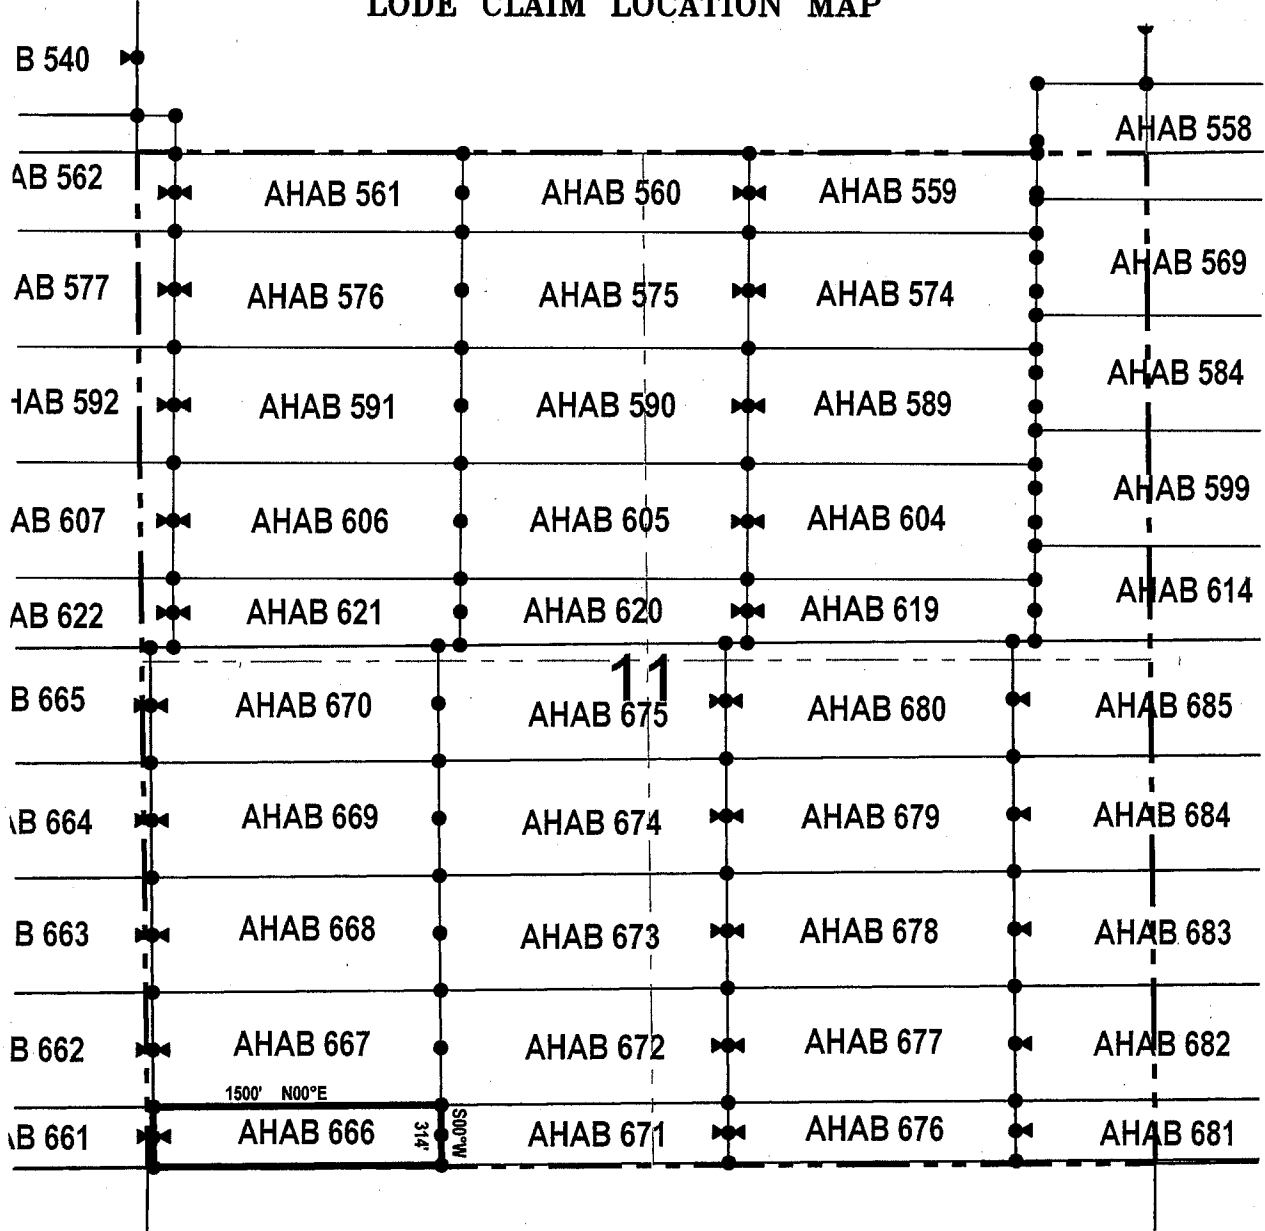 LODE CLAIM LOCATION MAP
B 540
AHAB 558
AB 562
AHAB 561
AHAB 560
AHAB 559
AHAB 569
AB 577
AHAB 576
AHAB 575
AHAB 574
AHAB 584
HAB 592
AHAB 591
AHAB 590
AHAB 589
AHAB 599
AB 607
AHAB 606
AHAB 605
AHAB 604
AHAB 614
AB 622
AHAB 621
AHAB 620
AHAB 619
11
B 665
AHAB 670
AHAB 675
AHAB 680
AHAB 685
AB 664
AHAB 669
AHAB 674
AHAB 679
AHAB 684
B 663
AHAB 668
AHAB 673
AHAB 678
AHAB 683
B 662
AHAB 667
AHAB 672
AHAB 677
AHAB 682
1500' N00°E
AB 661
AHAB 666
314'
S00°W
AHAB 671
AHAB 676
AHAB 681